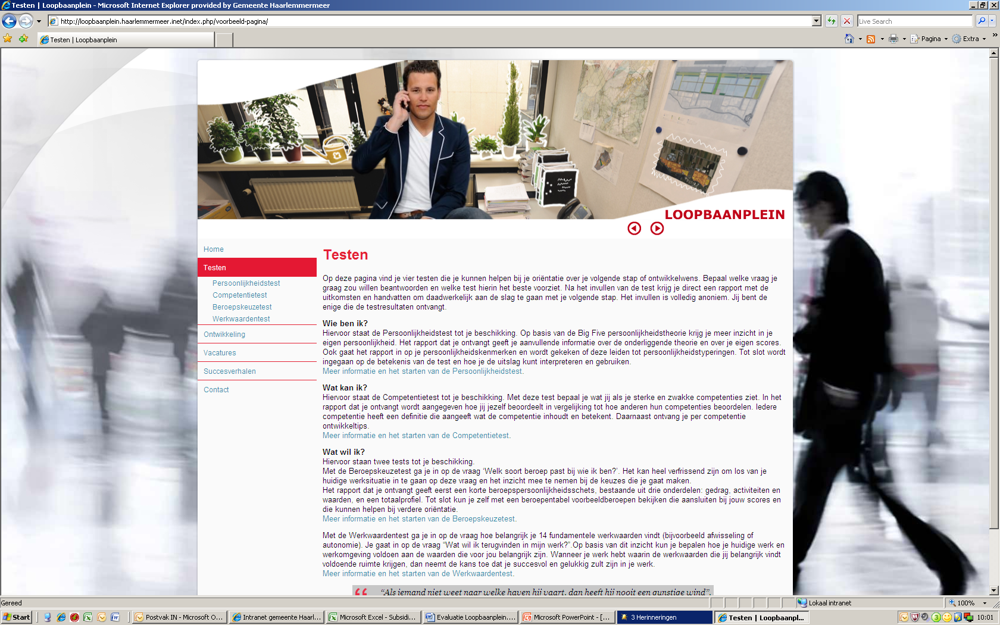 Testen | Loopbaanplein - Microsoft Internet Explorer provided by Gemeente Haarlemmermeer
http://loopbaanplein.haarlemmermeer.inet/index.php/voorbeeld-pagina/
Live Search
Testen | Loopbaanplein
Pagina
Extra
LOOPBAANPLEIN
Home
Testen
Persoonlijkheidstest
Competentietest
Beroepskeuzetest
Werkwaardentest
Ontwikkeling
Vacatures
Succesverhalen
Contact
Testen
Op deze pagina vind je vier testen die je kunnen helpen bij je oriëntatie over je volgende stap of ontwikkelwens. Bepaal welke vraag je
graag zou willen beantwoorden en welke test hierin het beste voorziet. Na het invullen van de test krijg je direct een rapport met de
uitkomsten en handvatten om daadwerkelijk aan de slag te gaan met je volgende stap. Het invullen is volledig anoniem. Jij bent de
enige die de testresultaten ontvangt.
Wie ben ik?
Hiervoor staat de Persoonlijkheidstest tot je beschikking. Op basis van de Big Five persoonlijkheidstheorie krijg je meer inzicht in je
eigen persoonlijkheid. Het rapport dat je ontvangt geeft je aanvullende informatie over de onderliggende theorie en over je eigen scores.
Ook gaat het rapport in op je persoonlijkheidskenmerken en wordt gekeken of deze leiden tot persoonlijkheidstyperingen. Tot slot wordt
ingegaan op de betekenis van de test en hoe je de uitslag kunt interpreteren en gebruiken.
Meer informatie en het starten van de Persoonlijkheidstest.
Wat kan ik?
Hiervoor staat de Competentietest tot je beschikking. Met deze test bepaal je wat jij als je sterke en zwakke competenties ziet. In het
rapport dat je ontvangt wordt aangegeven hoe jij jezelf beoordeelt in vergelijking tot hoe anderen hun competenties beoordelen. Iedere
competentie heeft een definitie die aangeeft wat de competentie inhoudt en betekent. Daarnaast ontvang je per competentie
ontwikkeltips.
Meer informatie en het starten van de Competentietest.
Wat wil ik?
Hiervoor staan twee tests tot je beschikking.
Met de Beroepskeuzetest ga je in op de vraag ‘Welk soort beroep past bij wie ik ben?’. Het kan heel verfrissend zijn om los van je
huidige werksituatie in te gaan op deze vraag en het inzicht mee te nemen bij de keuzes die je gaat maken.
Het rapport dat je ontvangt geeft eerst een korte beroepspersoonlijkheidsschets, bestaande uit drie onderdelen: gedrag, activiteiten en
waarden, en een totaalprofiel. Tot slot kun je zelf met een beroepentabel voorbeeldberoepen bekijken die aansluiten bij jouw scores en
die kunnen helpen bij verdere oriëntatie.
Meer informatie en het starten van de Beroepskeuzetest.
Met de Werkwaardentest ga je in op de vraag hoe belangrijk je 14 fundamentele werkwaarden vindt (bijvoorbeeld afwisseling of
autonomie). Je gaat in op de vraag “Wat wil ik terugvinden in mijn werk?”.Op basis van dit inzicht kun je bepalen hoe je huidige werk en
werkomgeving voldoen aan de waarden die voor jou belangrijk zijn. Wanneer je werk hebt waarin de werkwaarden die jij belangrijk vindt
voldoende ruimte krijgen, dan neemt de kans toe dat je succesvol en gelukkig zult zijn in je werk.
Meer informatie en het starten van de Werkwaardentest.
“Als iemand niet weet naar welke haven hij vaart, dan heeft hij nooit een gunstige wind”.
Gereed
Lokaal intranet
100%
Start
Postvak IN - Microsoft O...
Intranet gemeente Haarl...
Microsoft Excel - Subsidi...
Evaluatie Loopbaanplein....
Microsoft PowerPoint - [...
3 Herinneringen
Testen | Loopbaanpl...
3
10:01